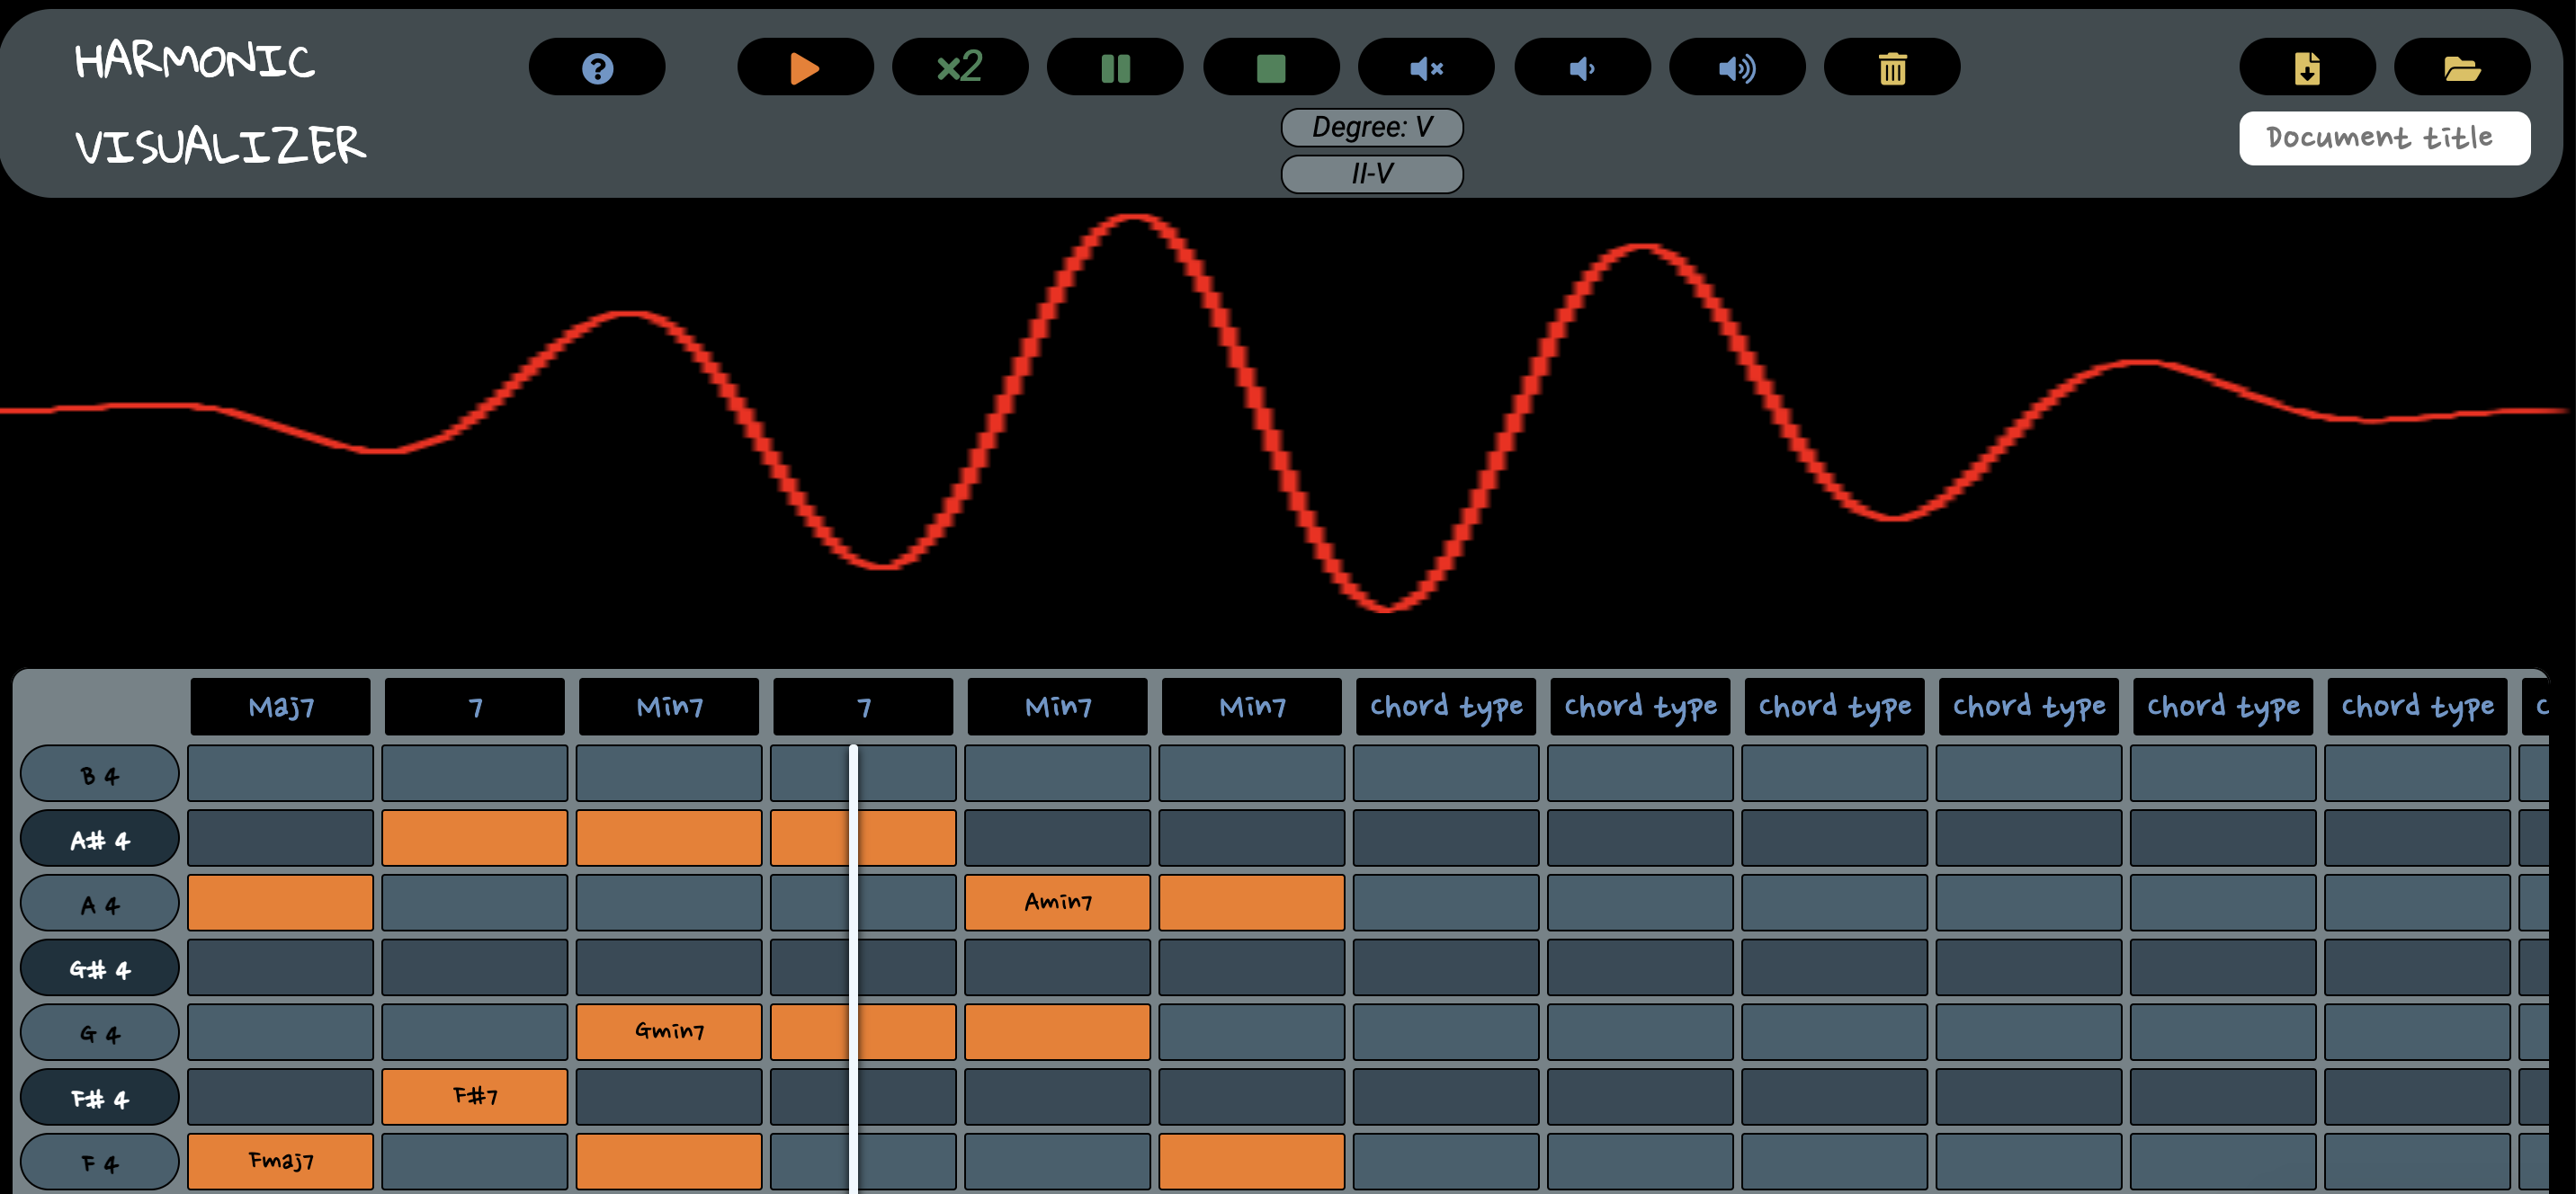 HARMONIC
VISUALIZER
?
×2
Degree: V
II-V
Document title
Maj7
7
Min7
7
Min7
Min7
Chord type
Chord type
Chord type
Chord type
Chord type
Chord type
C
B 4
A# 4
A 4
Amin7
G# 4
G 4
Gmin7
F# 4
F#7
F 4
Fmaj7